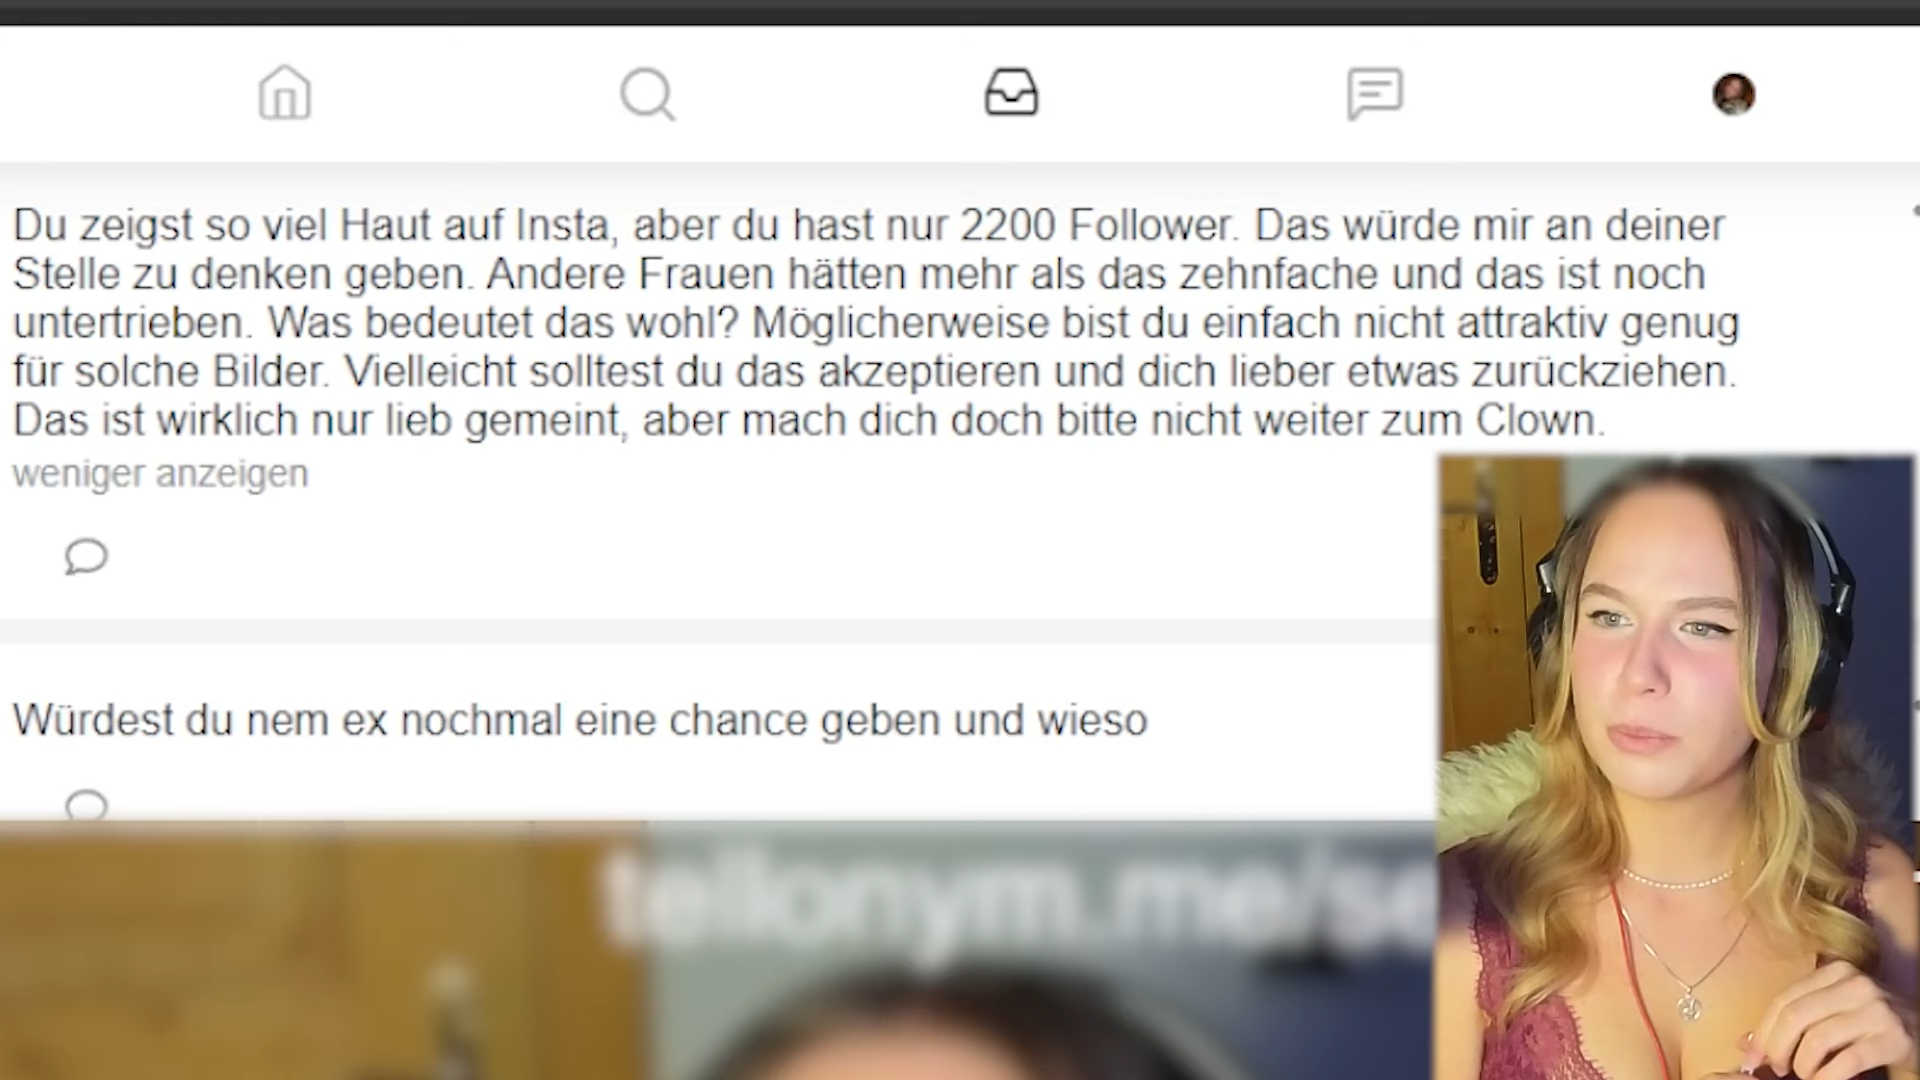 Du zeigst so viel Haut auf Insta, aber du hast nur 2200 Follower. Das würde mir an deiner
Stelle zu denken geben. Andere Frauen hätten mehr als das zehnfache und das ist noch
untertrieben. Was bedeutet das wohl? Möglicherweise bist du einfach nicht attraktiv genug
für solche Bilder. Vielleicht solltest du das akzeptieren und dich lieber etwas zurückziehen.
Das ist wirklich nur lieb gemeint, aber mach dich doch bitte nicht weiter zum Clown.
weniger anzeigen
Würdest du nem ex nochmal eine chance geben und wieso
tellonym.me/se